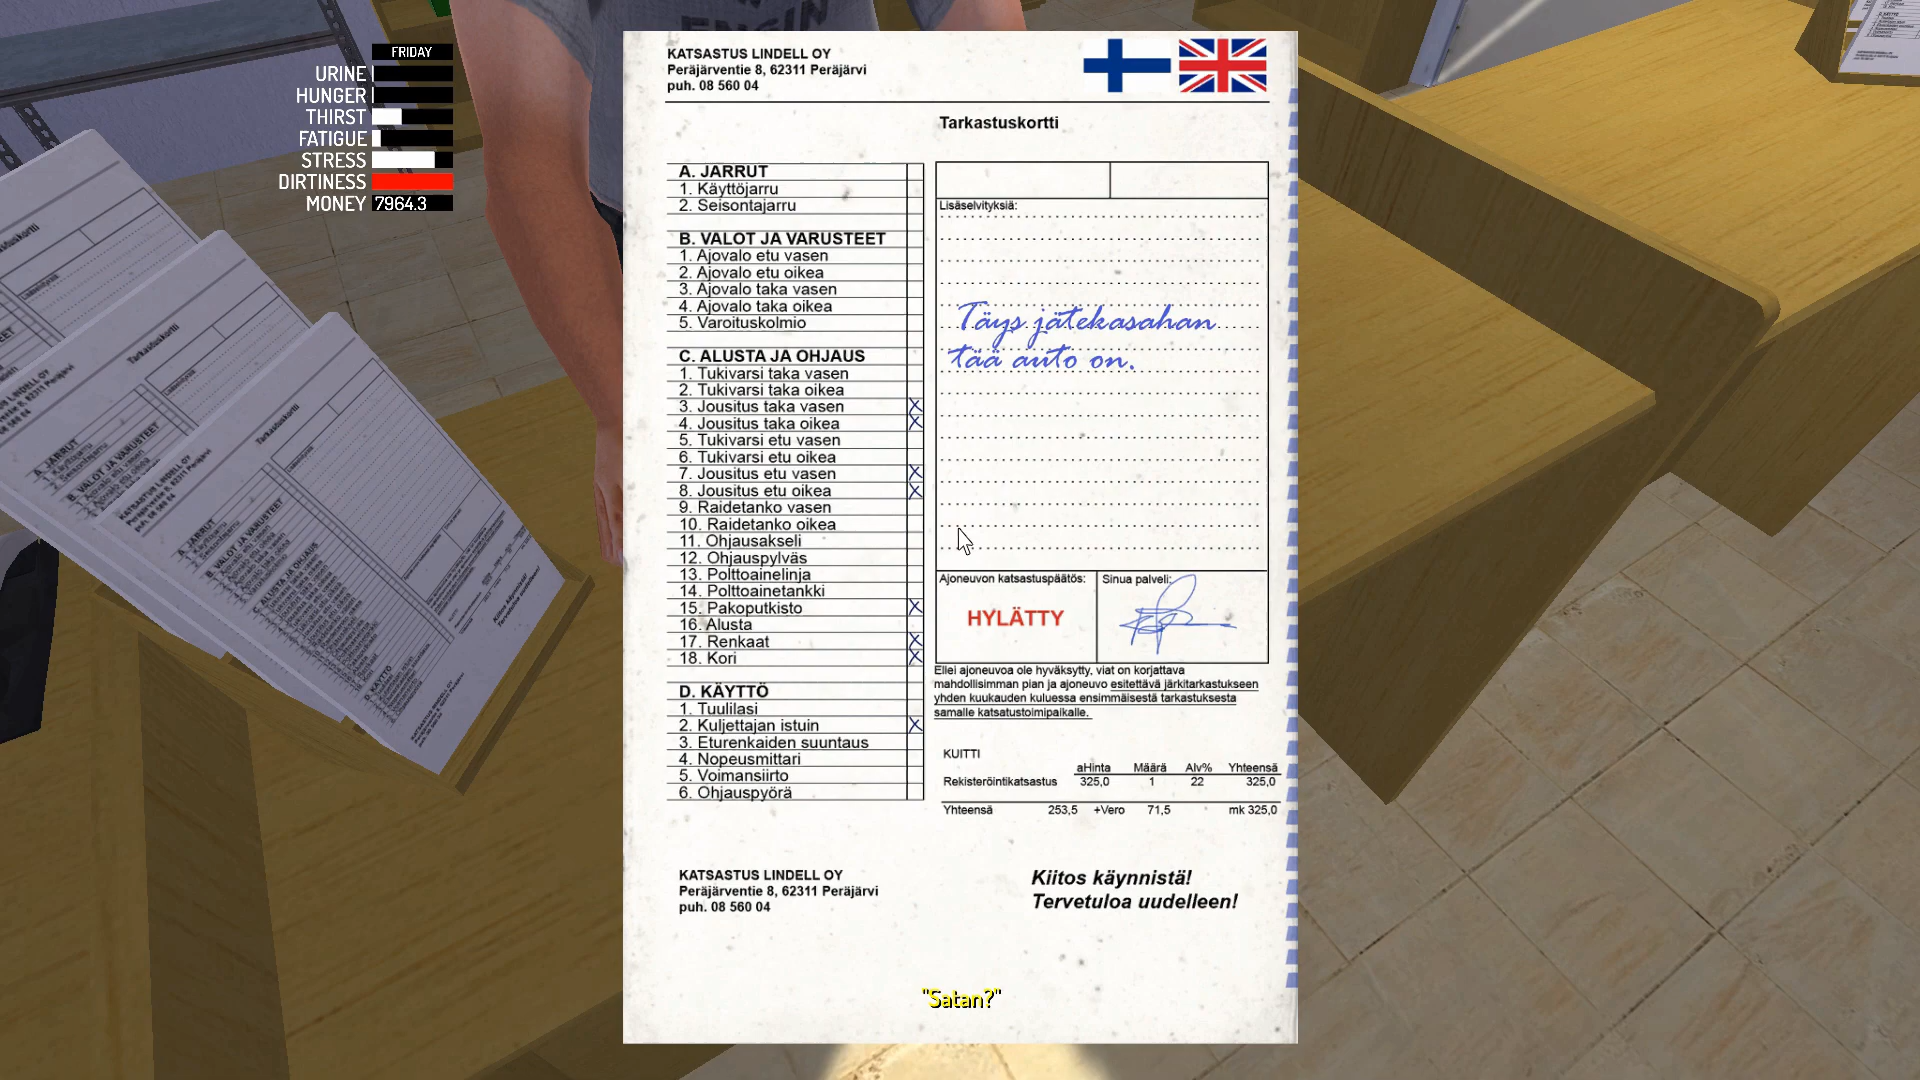 ENGIN
FRIDAY
URINE
HUNGER
THIRST
FATIGUE
STRESS
DIRTINESS
MONEY 7964.3
KATSASTUS LINDELL OY
Peräjärventie 8, 62311 Peräjärvi
puh. 08 560 04
Tarkastuskortti
A. JARRUT
1. Käyttöjarru
2. Seisontajarru
B. VALOT JA VARUSTEET
1. Ajovalo etu vasen
2. Ajovalo etu oikea
3. Ajovalo taka vasen
4. Ajovalo taka oikea
5. Varoituskolmio
C. ALUSTA JA OHJAUS
1. Tukivarsi taka vasen
2. Tukivarsi taka oikea
3. Jousitus taka vasen X
4. Jousitus taka oikea X
5. Tukivarsi etu vasen
6. Tukivarsi etu oikea
7. Jousitus etu vasen X
8. Jousitus etu oikea X
9. Raidetanko vasen
10. Raidetanko oikea
11. Ohjausakseli
12. Ohjauspylväs
13. Polttoainelinja
14. Polttoainetankki
15. Pakoputkisto X
16. Alusta
17. Renkaat X
18. Kori X
D. KÄYTTÖ
1. Tuulilasi
2. Kuljettajan istuin X
3. Eturenkaiden suuntaus
4. Nopeusmittari
5. Voimansiirto
6. Ohjauspyörä
Lisäselvityksiä:
Täys jätekasahan
tää auto on.
Ajoneuvon katsastuspäätös:
HYLÄTTY
Sinua palveli:
Ellei ajoneuvoa ole hyväksytty, viat on korjattava
mahdollisimman pian ja ajoneuvo esitettävä järkitarkastukseen
yhden kuukauden kuluessa ensimmäisestä tarkastuksesta
samalle katsatustoimipaikalle.
KUITTI
aHinta Määrä Alv% Yhteensä
Rekisteröintikatsastus 325,0 1 22 325,0
Yhteensä 253,5 +Vero 71,5 mk 325,0
KATSASTUS LINDELL OY
Peräjärventie 8, 62311 Peräjärvi
puh. 08 560 04
Kiitos käynnistä!
Tervetuloa uudelleen!
"Satan?"